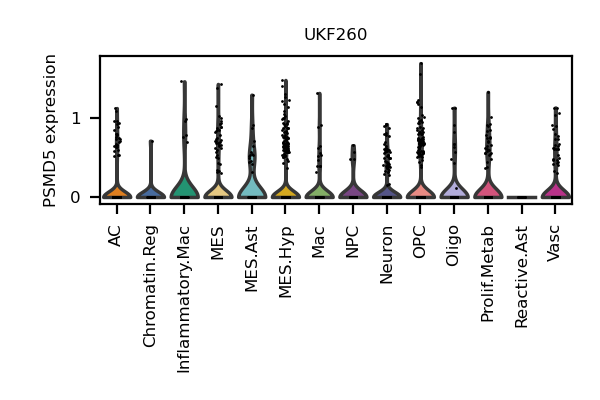 UKF260
PSMD5 expression
1
0
AC
Chromatin.Reg
Inflammatory.Mac
MES
MES.Ast
MES.Hyp
Mac
NPC
Neuron
OPC
Oligo
Prolif.Metab
Reactive.Ast
Vasc